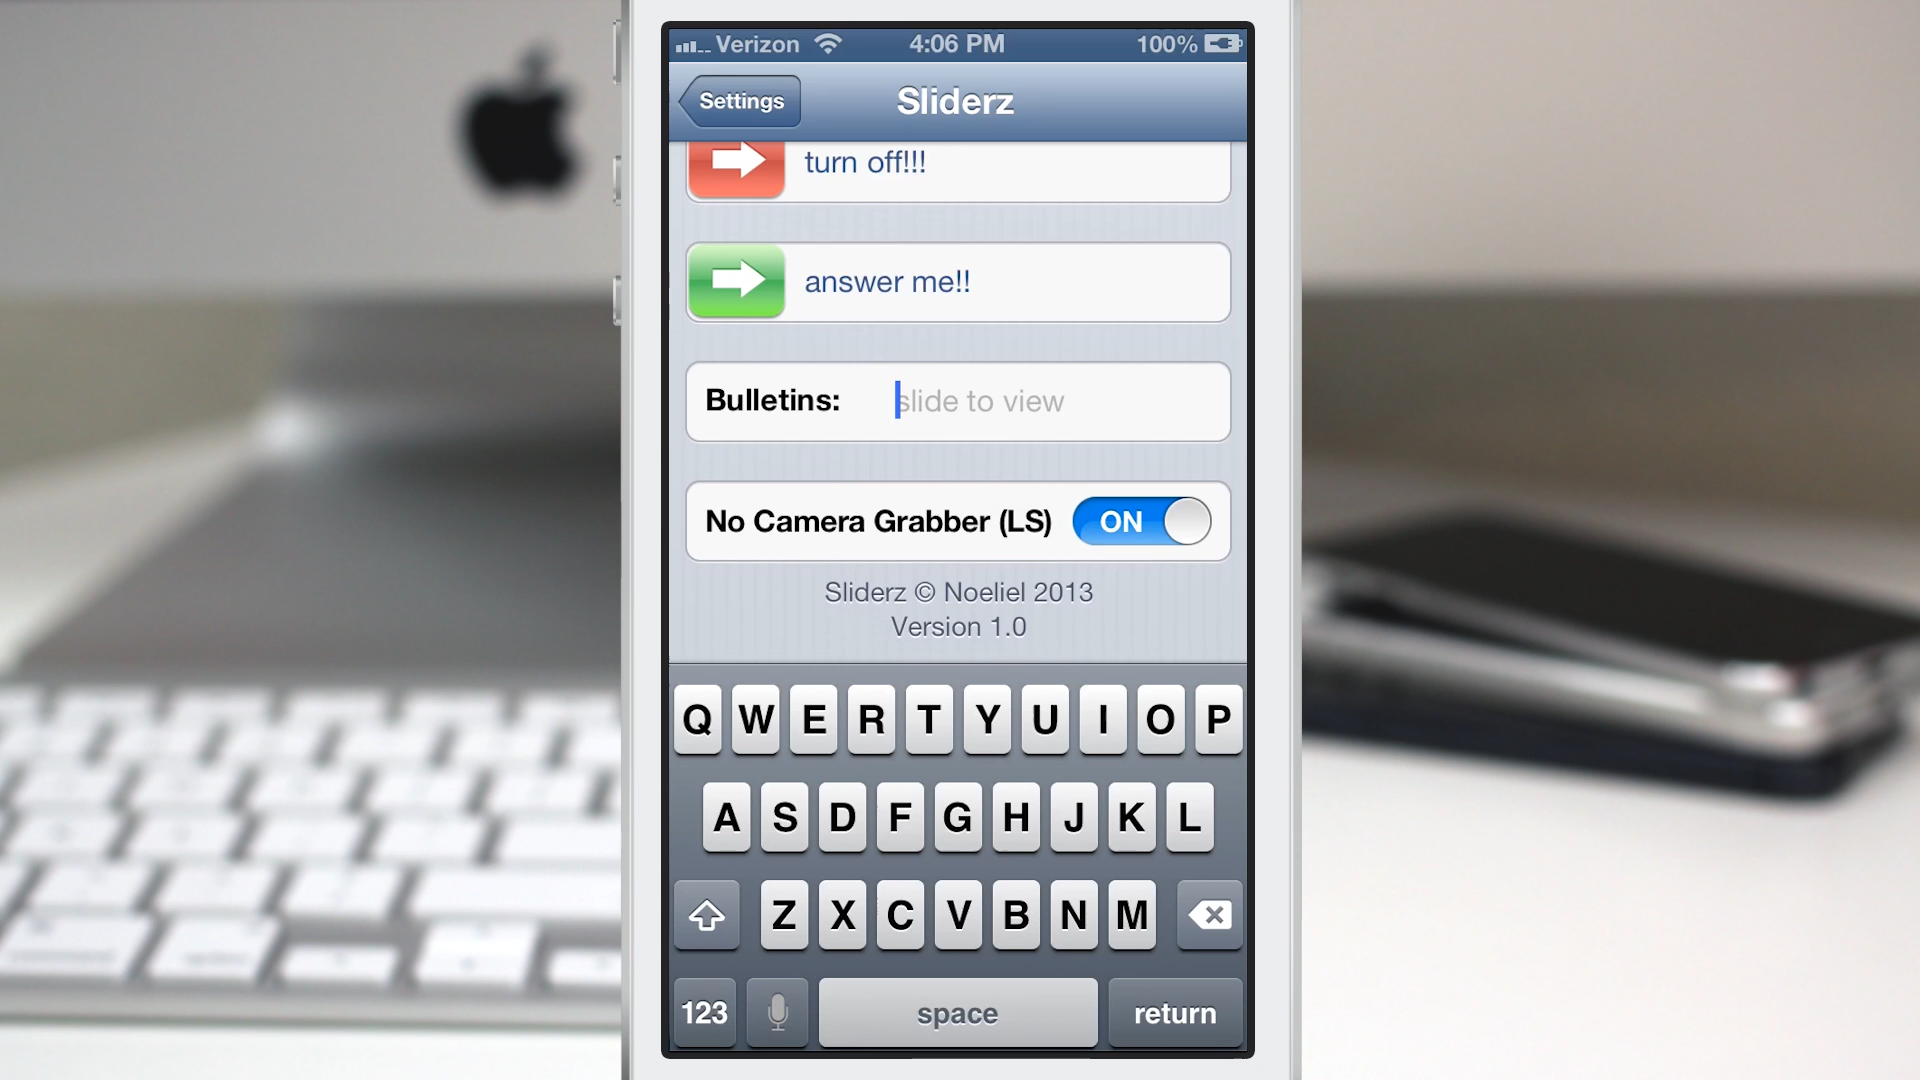 Verizon 4:06 PM 100%
Settings Sliderz
turn off!!!
answer me!!
Bulletins: slide to view
No Camera Grabber (LS) ON
Sliderz © Noeliel 2013
Version 1.0
Q W E R T Y U I O P
A S D F G H J K L
Z X C V B N M
123 space return